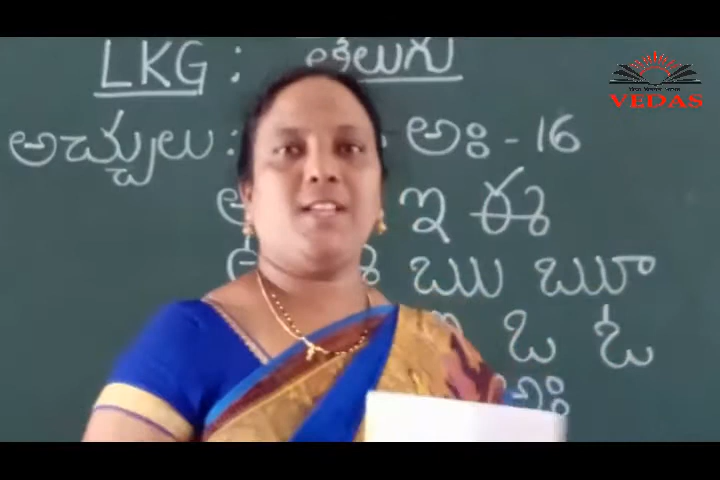 LKG : తెలుగు
VEDAS
అచ్చులు : అః - 16
ఇ ఈ
ఋ ౠ
ఒ ఓ
అః